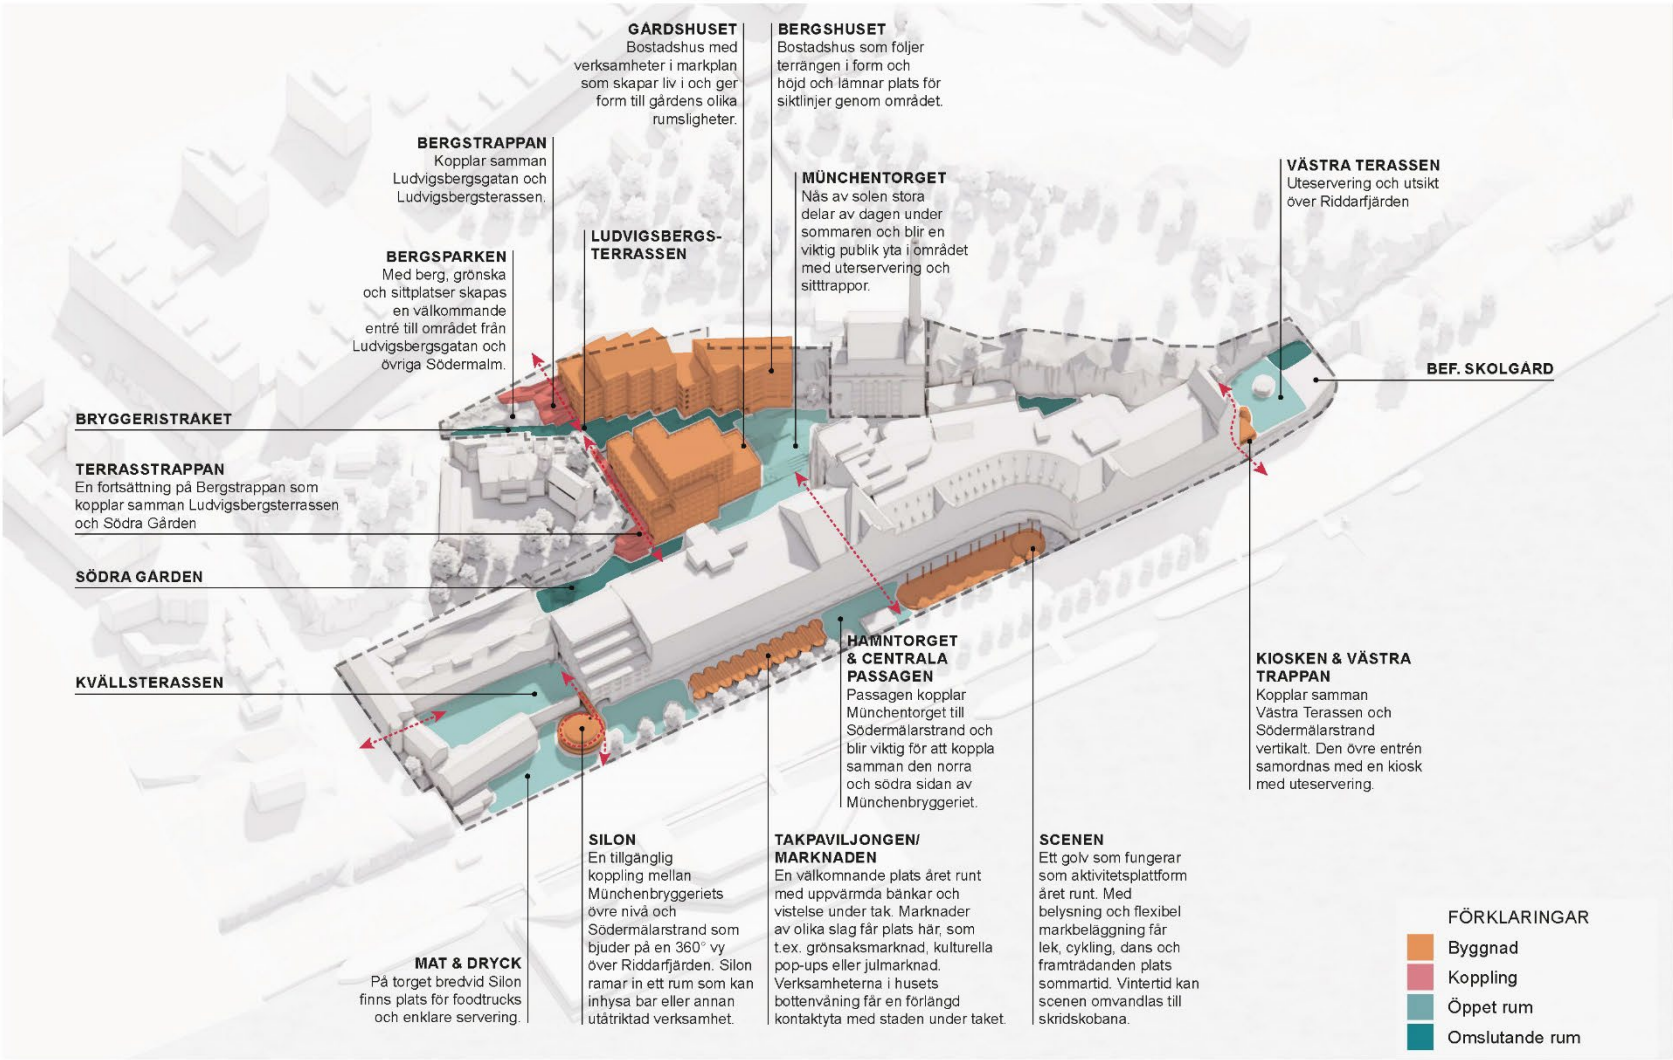 GÅRDSHUSET
Bostadshus med
verksamheter i markplan
som skapar liv i och ger
form till gårdens olika
rumsligheter.
BERGSHUSET
Bostadshus som följer
terrängen i form och
höjd och lämnar plats för
siktlinjer genom området.
BERGSTRAPPAN
Kopplar samman
Ludvigsbergsgatan och
Ludvigsbergsterassen.
MÜNCHENTORGET
Nås av solen stora
delar av dagen under
sommaren och blir en
viktig publik yta i området
med uterservering och
sitttrappor.
VÄSTRA TERASSEN
Uteservering och utsikt
över Riddarfjärden
LUDVIGSBERGS-
TERRASSEN
BERGSPARKEN
Med berg, grönska
och sittplatser skapas
en välkommande
entré till området från
Ludvigsbergsgatan och
övriga Södermalm.
BEF. SKOLGÅRD
BRYGGERISTRÅKET
TERRASSTRAPPAN
En fortsättning på Bergstrappan som
kopplar samman Ludvigsbergsterrassen
och Södra Gården
SÖDRA GÅRDEN
KVÄLLSTERASSEN
HAMNTORGET
& CENTRALA
PASSAGEN
Passagen kopplar
Münchentorget till
Södermälarstrand och
blir viktig för att koppla
samman den norra
och södra sidan av
Münchenbryggeriet.
KIOSKEN & VÄSTRA
TRAPPAN
Kopplar samman
Västra Terassen och
Södermälarstrand
vertikalt. Den övre entrén
samordnas med en kiosk
med uteservering.
MAT & DRYCK
På torget bredvid Silon
finns plats för foodtrucks
och enklare servering.
SILON
En tillgänglig
koppling mellan
Münchenbryggeriets
övre nivå och
Södermälarstrand som
bjuder på en 360° vy
över Riddarfjärden. Silon
ramar in ett rum som kan
inhysa bar eller annan
utåtriktad verksamhet.
TAKPAVILJONGEN/
MARKNADEN
En välkomnande plats året runt
med uppvärmda bänkar och
vistelse under tak. Marknader
av olika slag får plats här, som
t.ex. grönsaksmarknad, kulturella
pop-ups eller julmarknad.
Verksamheterna i husets
bottenvåning får en förlängd
kontaktyta med staden under taket.
SCENEN
Ett golv som fungerar
som aktivitetsplattform
året runt. Med
belysning och flexibel
markbeläggning får
lek, cykling, dans och
framträdanden plats
sommartid. Vintertid kan
scenen omvandlas till
skridskobana.
FÖRKLARINGAR
Byggnad
Koppling
Öppet rum
Omslutande rum